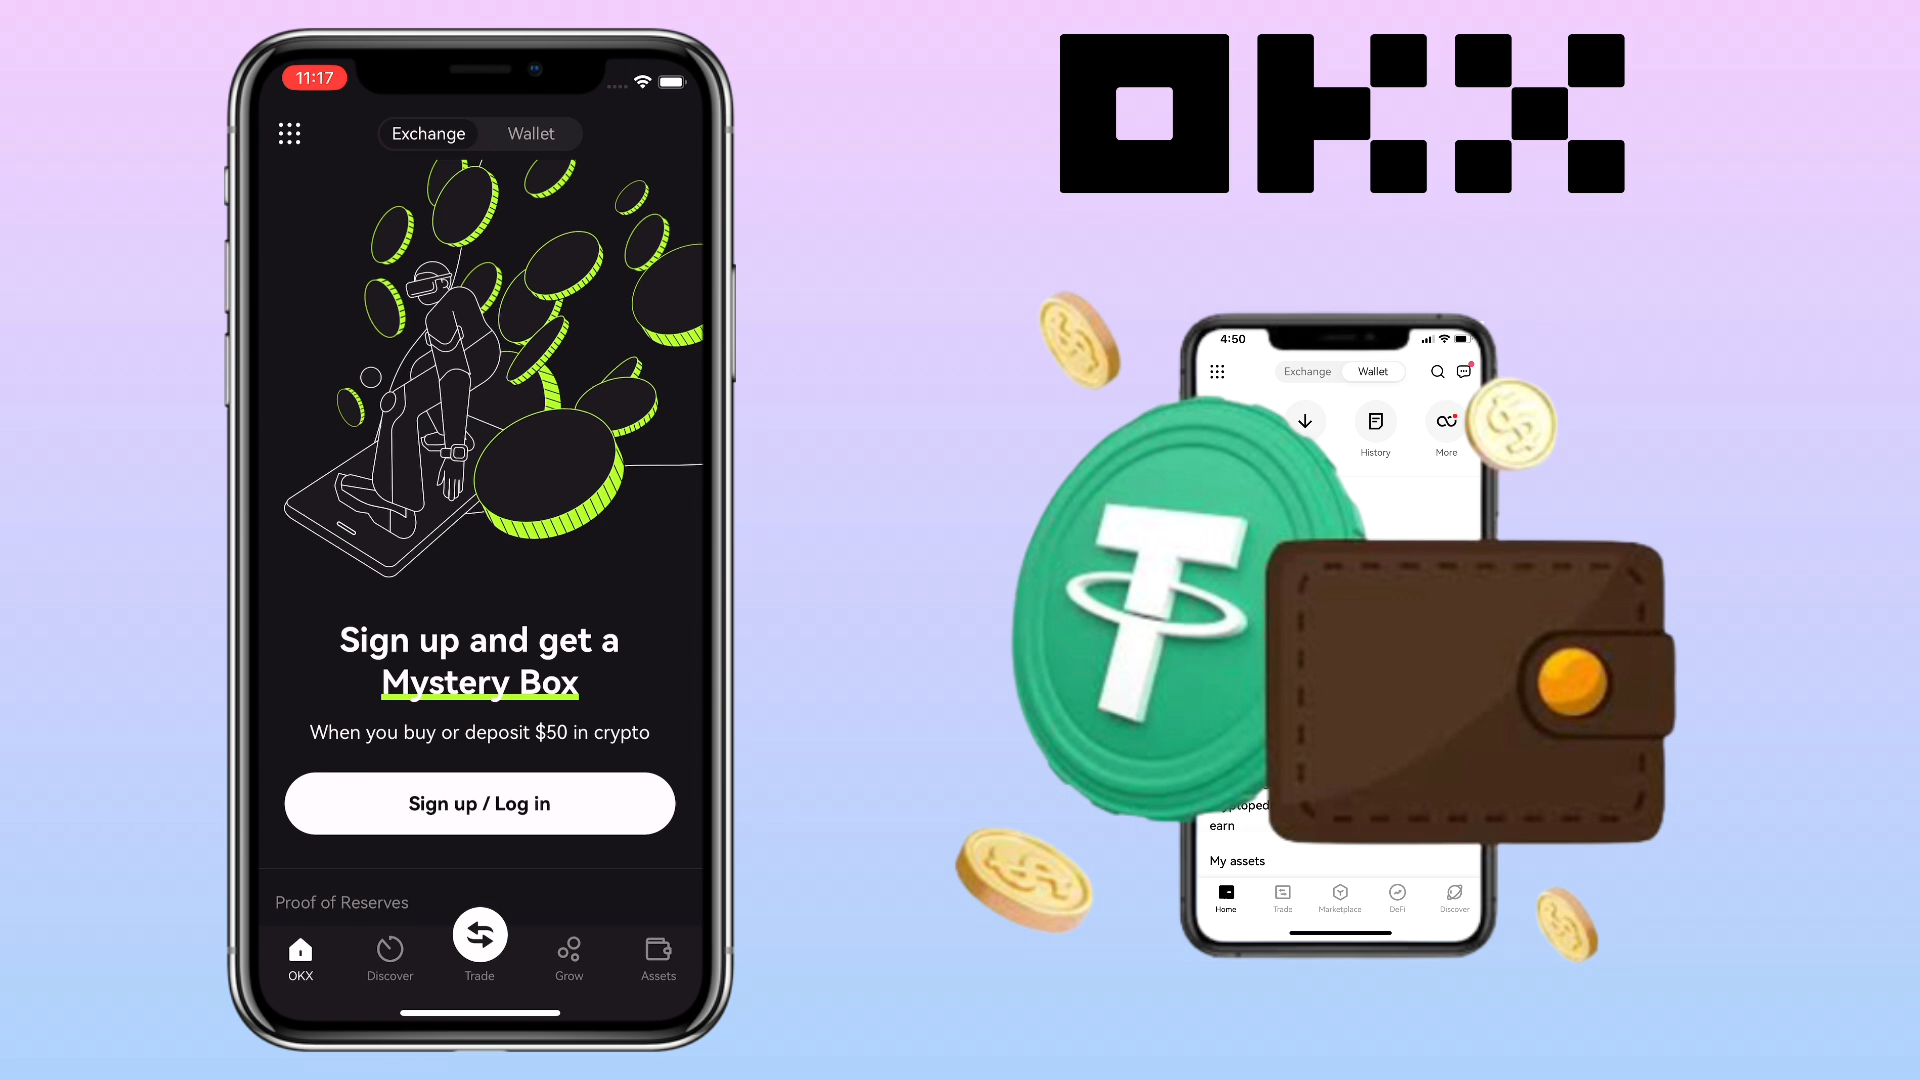 11:17
Exchange
Wallet
Sign up and get a
Mystery Box
When you buy or deposit $50 in crypto
Sign up / Log in
Proof of Reserves
OKX
Discover
Trade
Grow
Assets
OKX
4:50
Exchange
Wallet
History
More
earn
My assets
Home
Trade
Marketplace
DeFi
Discover